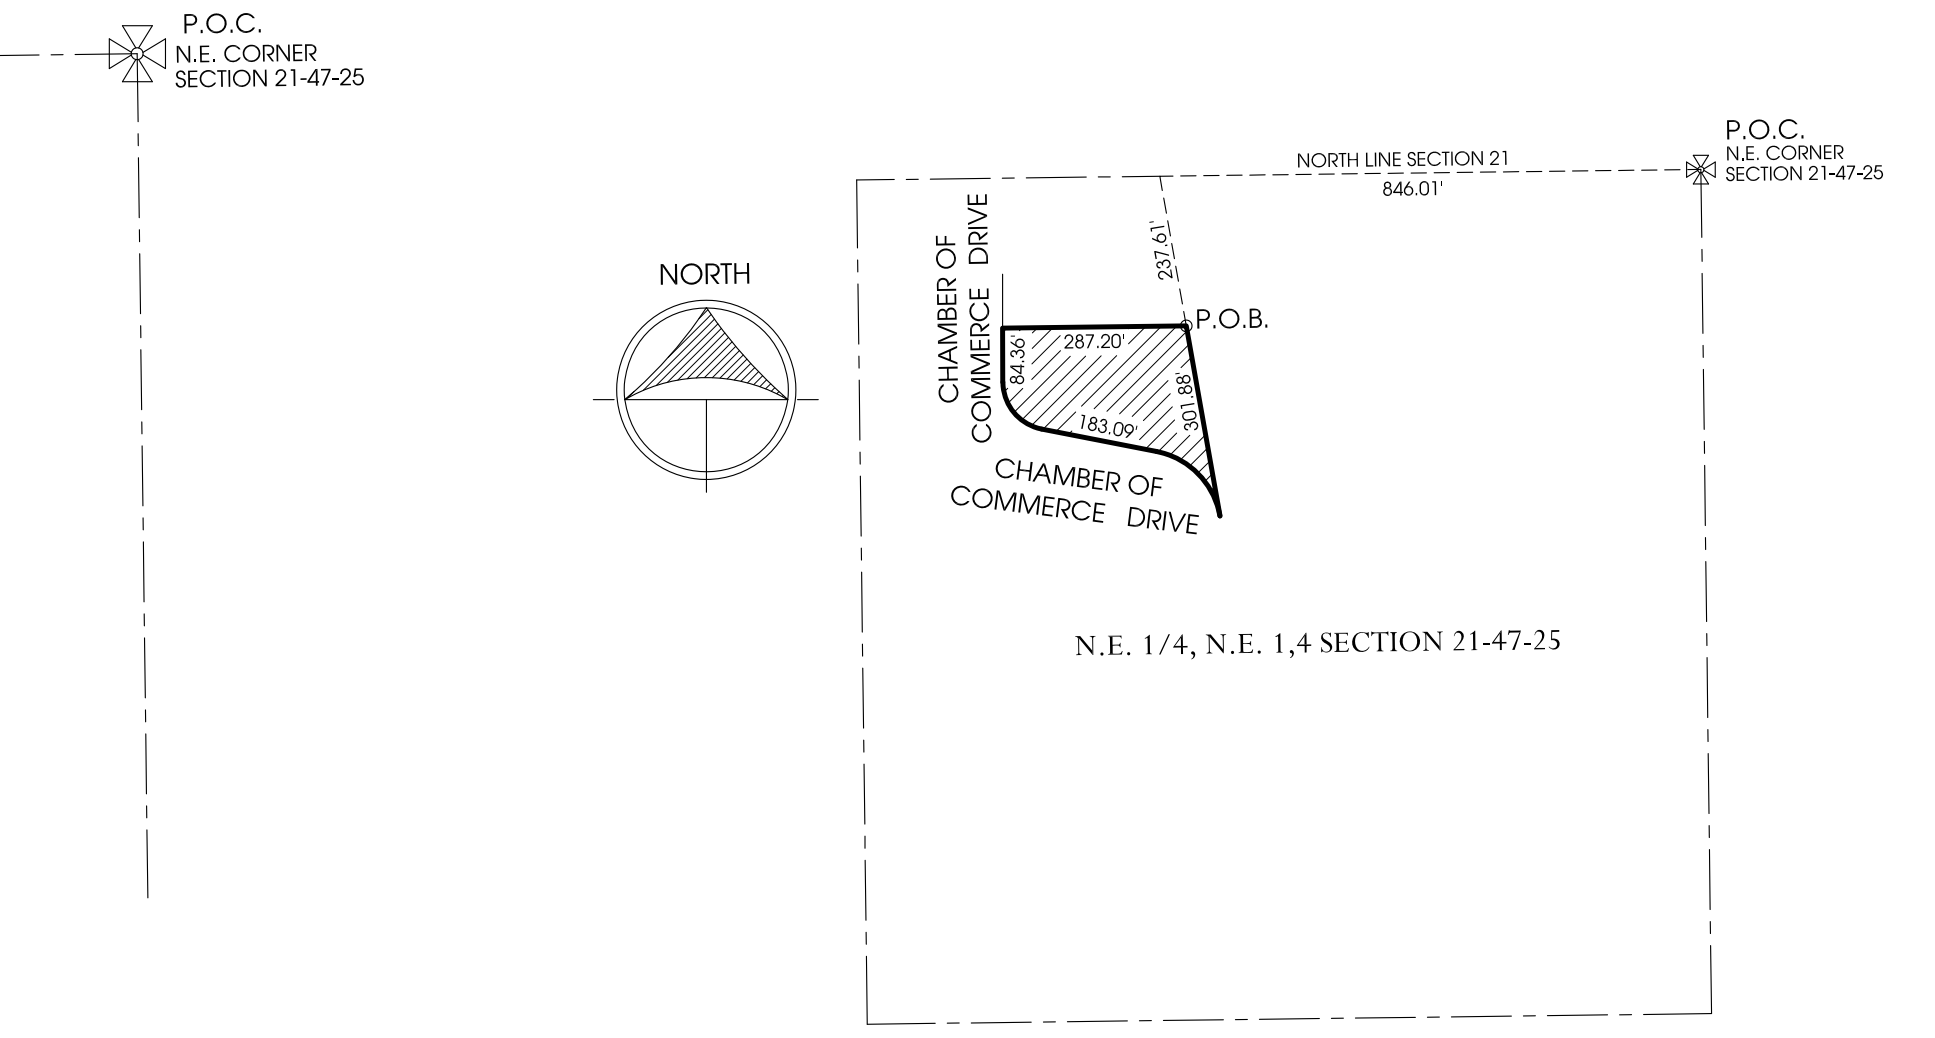 P.O.C.
N.E. CORNER
SECTION 21-47-25
P.O.C.
N.E. CORNER
SECTION 21-47-25
NORTH LINE SECTION 21
846.01'
237.61'
CHAMBER OF
COMMERCE DRIVE
NORTH
P.O.B.
287.20'
84.36'
301.88'
183.09'
CHAMBER OF
COMMERCE DRIVE
N.E. 1/4, N.E. 1,4 SECTION 21-47-25